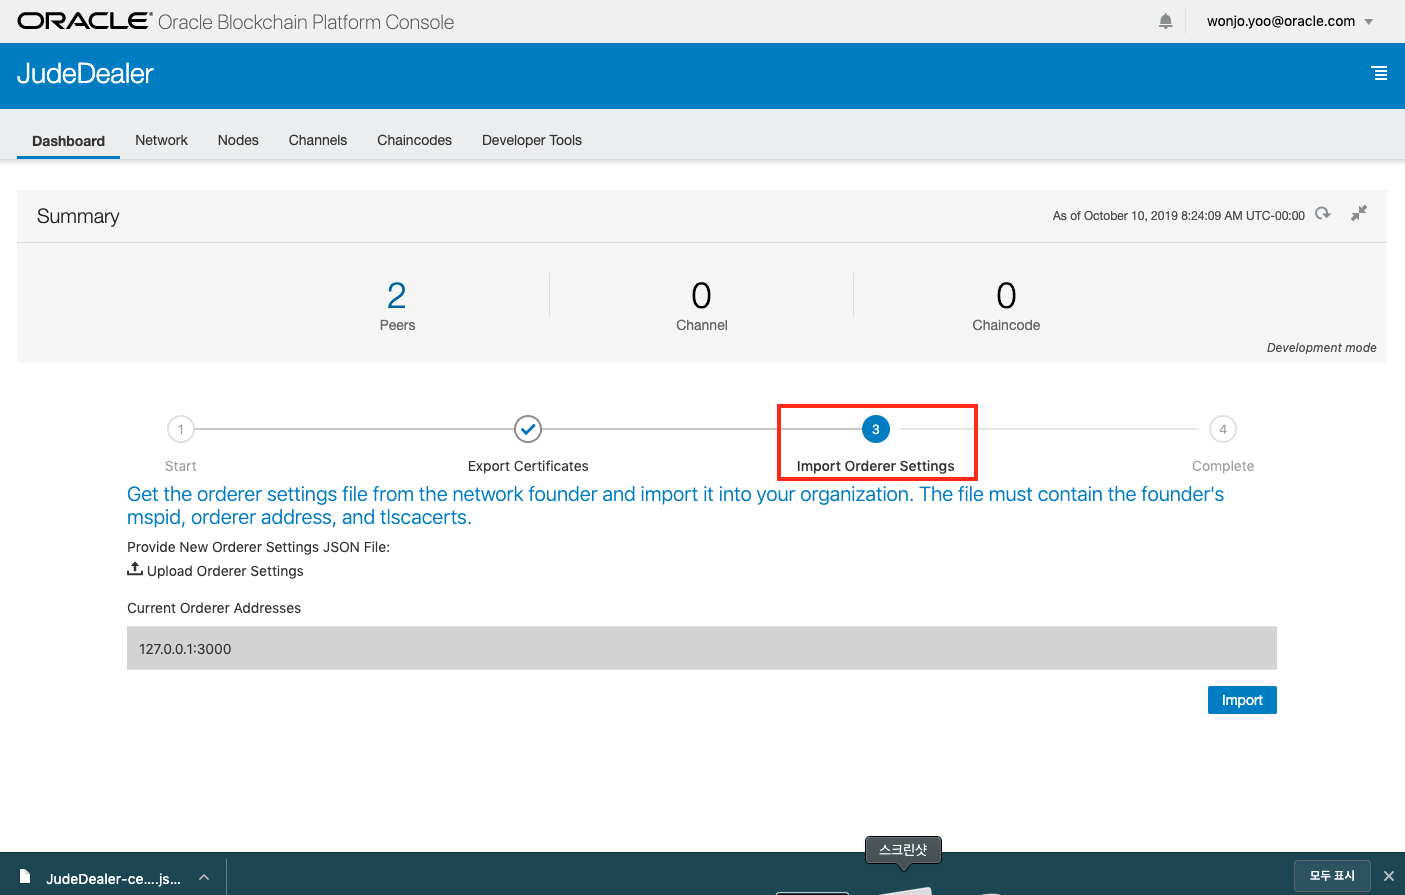 ORACLE® Oracle Blockchain Platform Console
wonjo.yoo@oracle.com
JudeDealer
Dashboard Network Nodes Channels Chaincodes Developer Tools
Summary
As of October 10, 2019 8:24:09 AM UTC-00:00
2 0 0
Peers Channel Chaincode
Development mode
1 3 4
Start Export Certificates Import Orderer Settings Complete
Get the orderer settings file from the network founder and import it into your organization. The file must contain the founder's
mspid, orderer address, and tlscacerts.
Provide New Orderer Settings JSON File:
Upload Orderer Settings
Current Orderer Addresses
127.0.0.1:3000
Import
스크린샷
JudeDealer-ce....js...
모두 표시